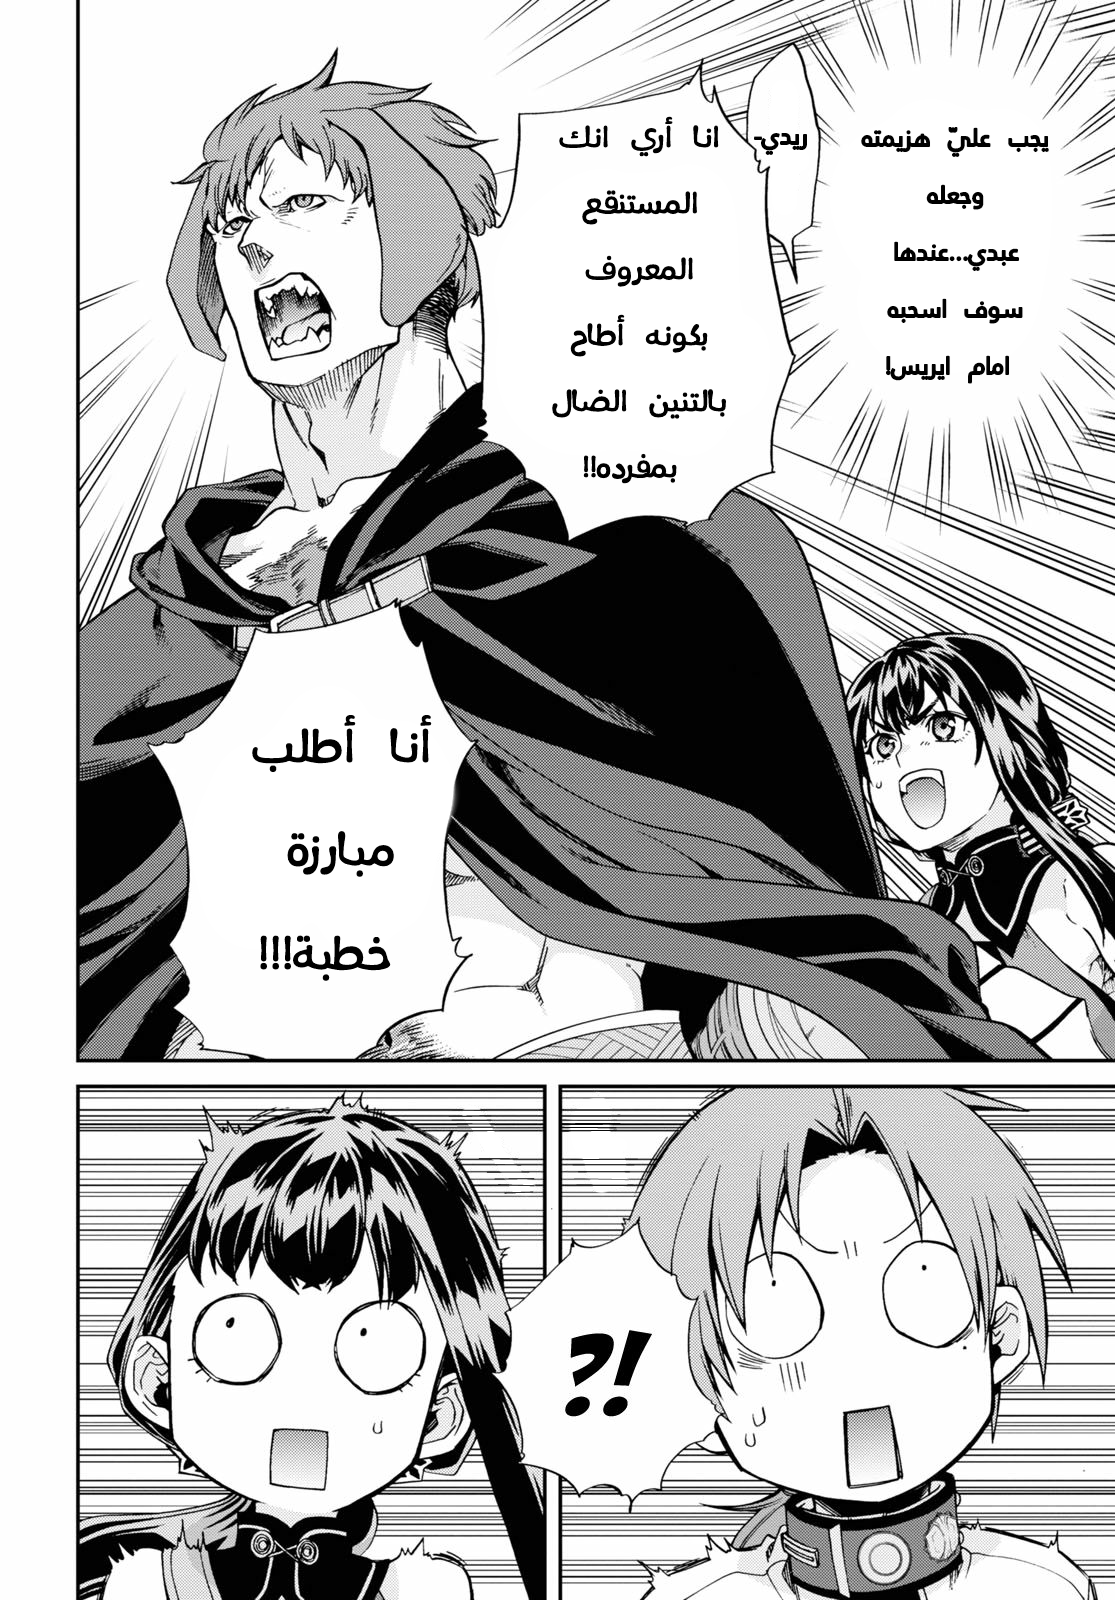 يجب عليّ هزيمته
وجعله
عبدي...عندها
سوف اسحبه
امام ايريس!
ريدي-
انا أري انك
المستنقع
المعروف
بكونه أطاح
بالتنين الضال
بمفرده!!
أنا أطلب
مبارزة
خطبة!!!
?!